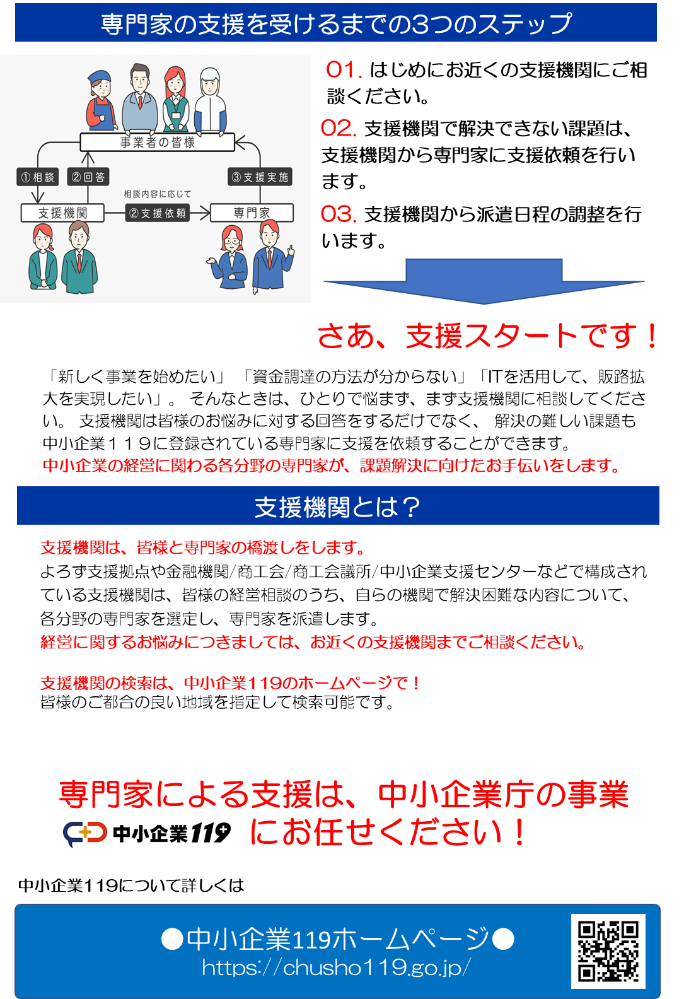 専門家の支援を受けるまでの3つのステップ
事業者の皆様
①相談
②回答
③支援実施
相談内容に応じて
支援機関
②支援依頼
専門家
01. はじめにお近くの支援機関にご相
談ください。
02. 支援機関で解決できない課題は、
支援機関から専門家に支援依頼を行い
ます。
03. 支援機関から派遣日程の調整を行
います。
さあ、支援スタートです！
「新しく事業を始めたい」 「資金調達の方法が分からない」「ITを活用して、販路拡
大を実現したい」。 そんなときは、ひとりで悩まず、まず支援機関に相談してくださ
い。 支援機関は皆様のお悩みに対する回答をするだけでなく、 解決の難しい課題も
中小企業１１９に登録されている専門家に支援を依頼することができます。
中小企業の経営に関わる各分野の専門家が、課題解決に向けたお手伝いをします。
支援機関とは？
支援機関は、皆様と専門家の橋渡しをします。
よろず支援拠点や金融機関/商工会/商工会議所/中小企業支援センターなどで構成され
ている支援機関は、皆様の経営相談のうち、自らの機関で解決困難な内容について、
各分野の専門家を選定し、専門家を派遣します。
経営に関するお悩みにつきましては、お近くの支援機関までご相談ください。
支援機関の検索は、中小企業119のホームページで！
皆様のご都合の良い地域を指定して検索可能です。
専門家による支援は、中小企業庁の事業
中小企業119 にお任せください！
中小企業119について詳しくは
●中小企業119ホームページ●
https://chusho119.go.jp/